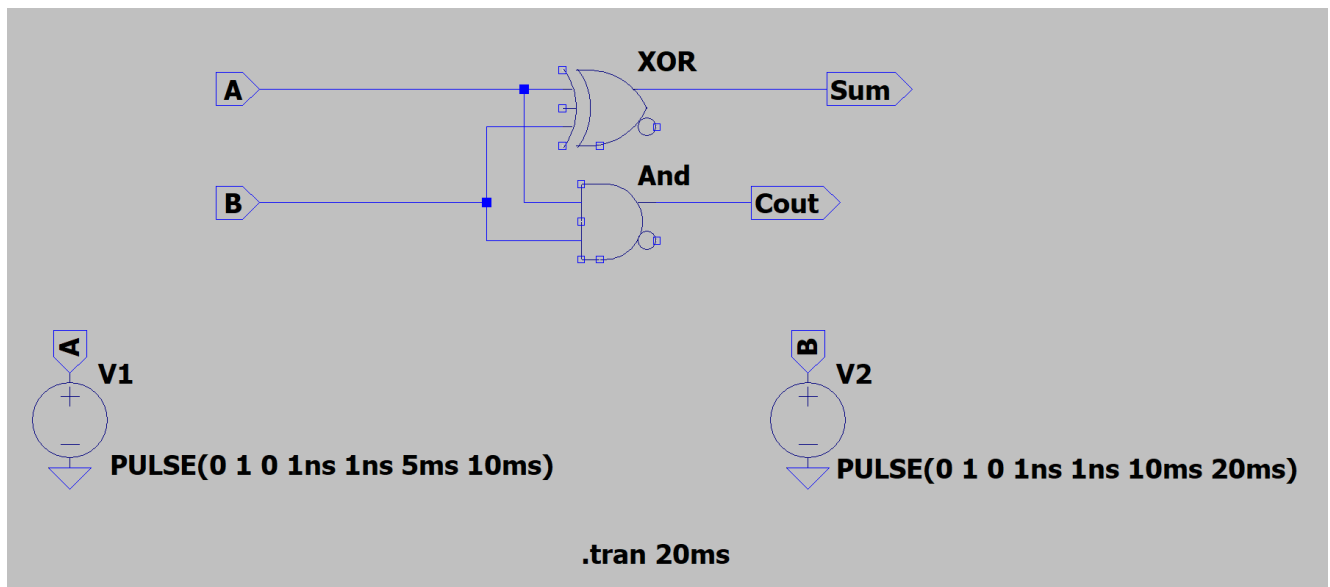 XOR
A
Sum
And
B
Cout
A
V1
PULSE(0 1 0 1ns 1ns 5ms 10ms)
B
V2
PULSE(0 1 0 1ns 1ns 10ms 20ms)
.tran 20ms